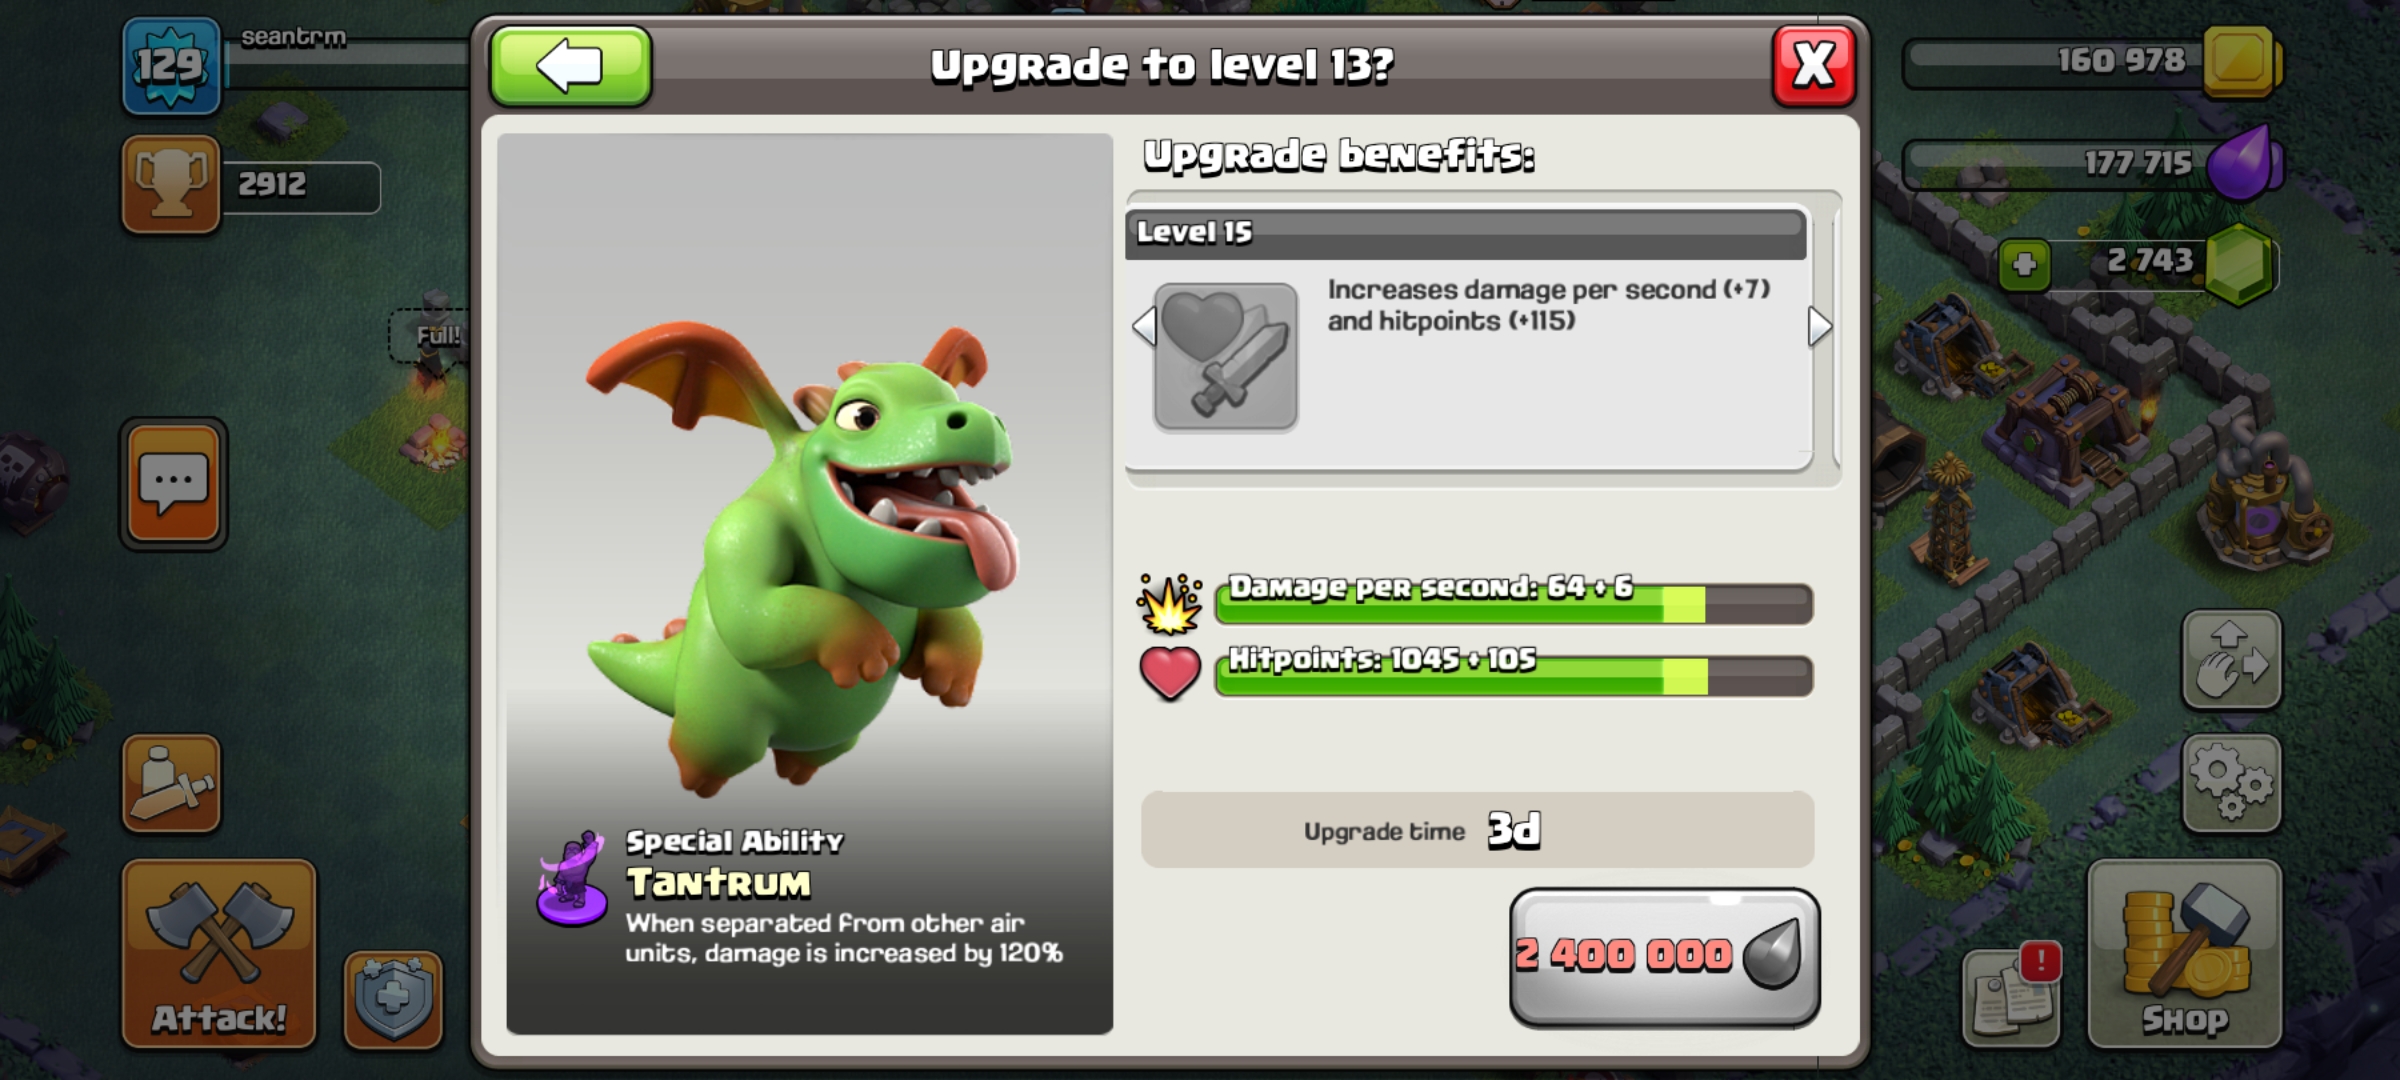 129
seantrm
2912
Full!
Attack!
Upgrade to level 13?
X
Special Ability
Tantrum
When separated from other air
units, damage is increased by 120%
Upgrade benefits:
Level 15
Increases damage per second (+7)
and hitpoints (+115)
Damage per second: 64 + 6
Hitpoints: 1045 + 105
Upgrade time 3d
2 400 000
160 978
177 715
2 743
!
Shop